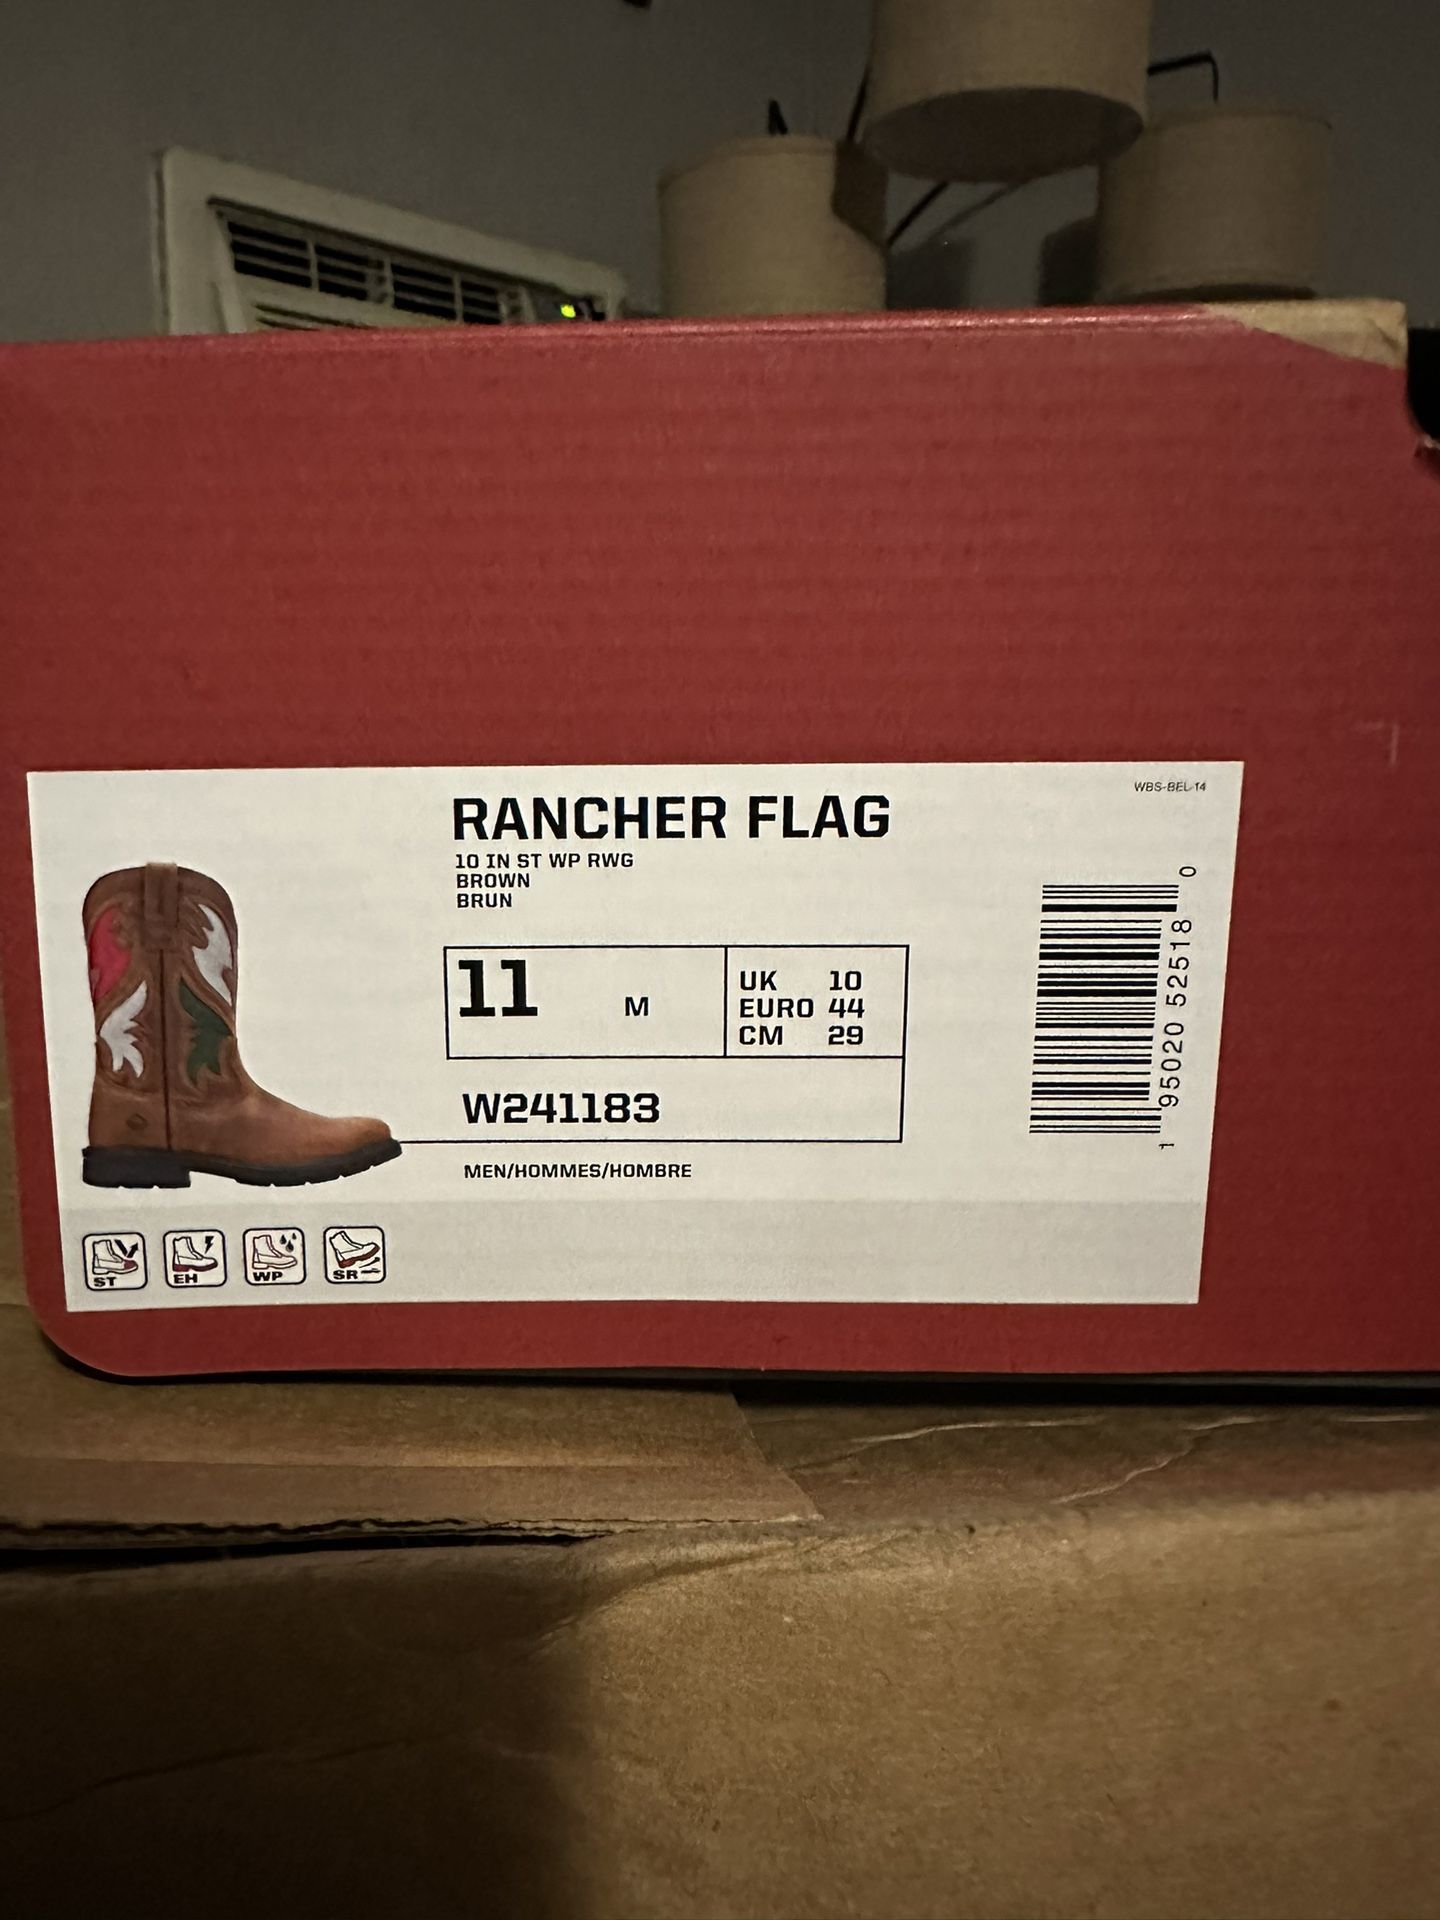 WBS-BEL-14
RANCHER FLAG
10 IN ST WP RWG
BROWN
BRUN
11 M
UK 10
EURO 44
CM 29
W241183
MEN/HOMMES/HOMBRE
ST EH WP SR
1 95020 52518 0